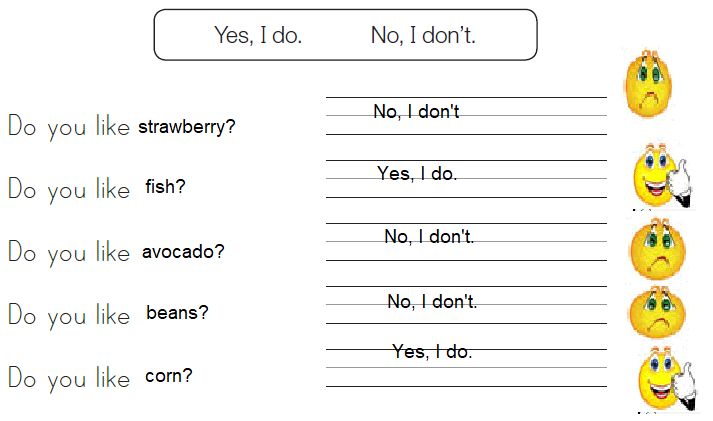 Yes, I do. No, I don't.
Do you like strawberry? No, I don't
Do you like fish? Yes, I do.
Do you like avocado? No, I don't.
Do you like beans? No, I don't.
Do you like corn? Yes, I do.